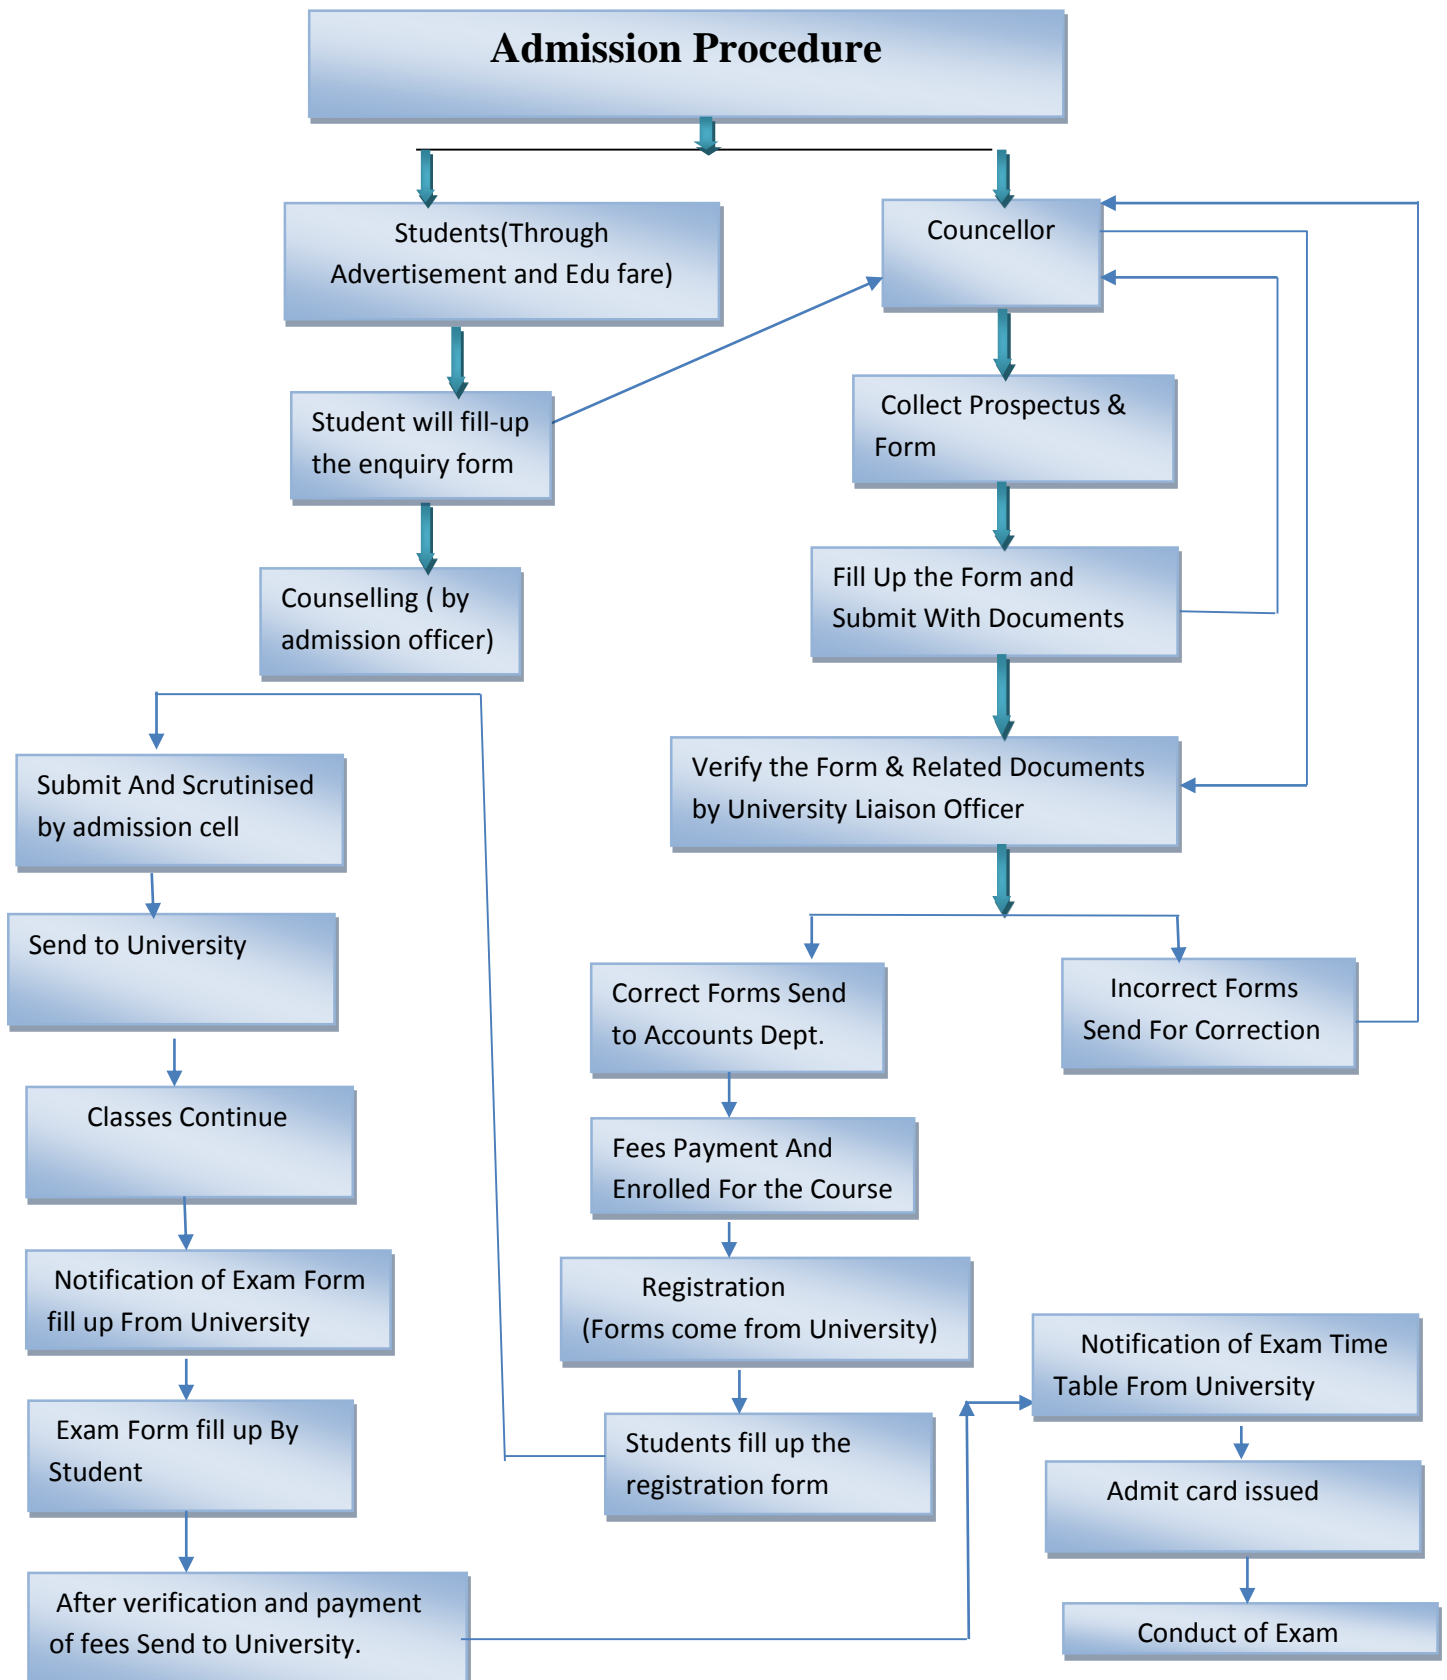 Admission Procedure
Students(Through
Advertisement and Edu fare)
Councellor
Student will fill-up
the enquiry form
Collect Prospectus &
Form
Counselling ( by
admission officer)
Fill Up the Form and
Submit With Documents
Verify the Form & Related Documents
by University Liaison Officer
Correct Forms Send
to Accounts Dept.
Incorrect Forms
Send For Correction
Fees Payment And
Enrolled For the Course
Registration
(Forms come from University)
Students fill up the
registration form
Submit And Scrutinised
by admission cell
Send to University
Classes Continue
Notification of Exam Form
fill up From University
Exam Form fill up By
Student
After verification and payment
of fees Send to University.
Notification of Exam Time
Table From University
Admit card issued
Conduct of Exam